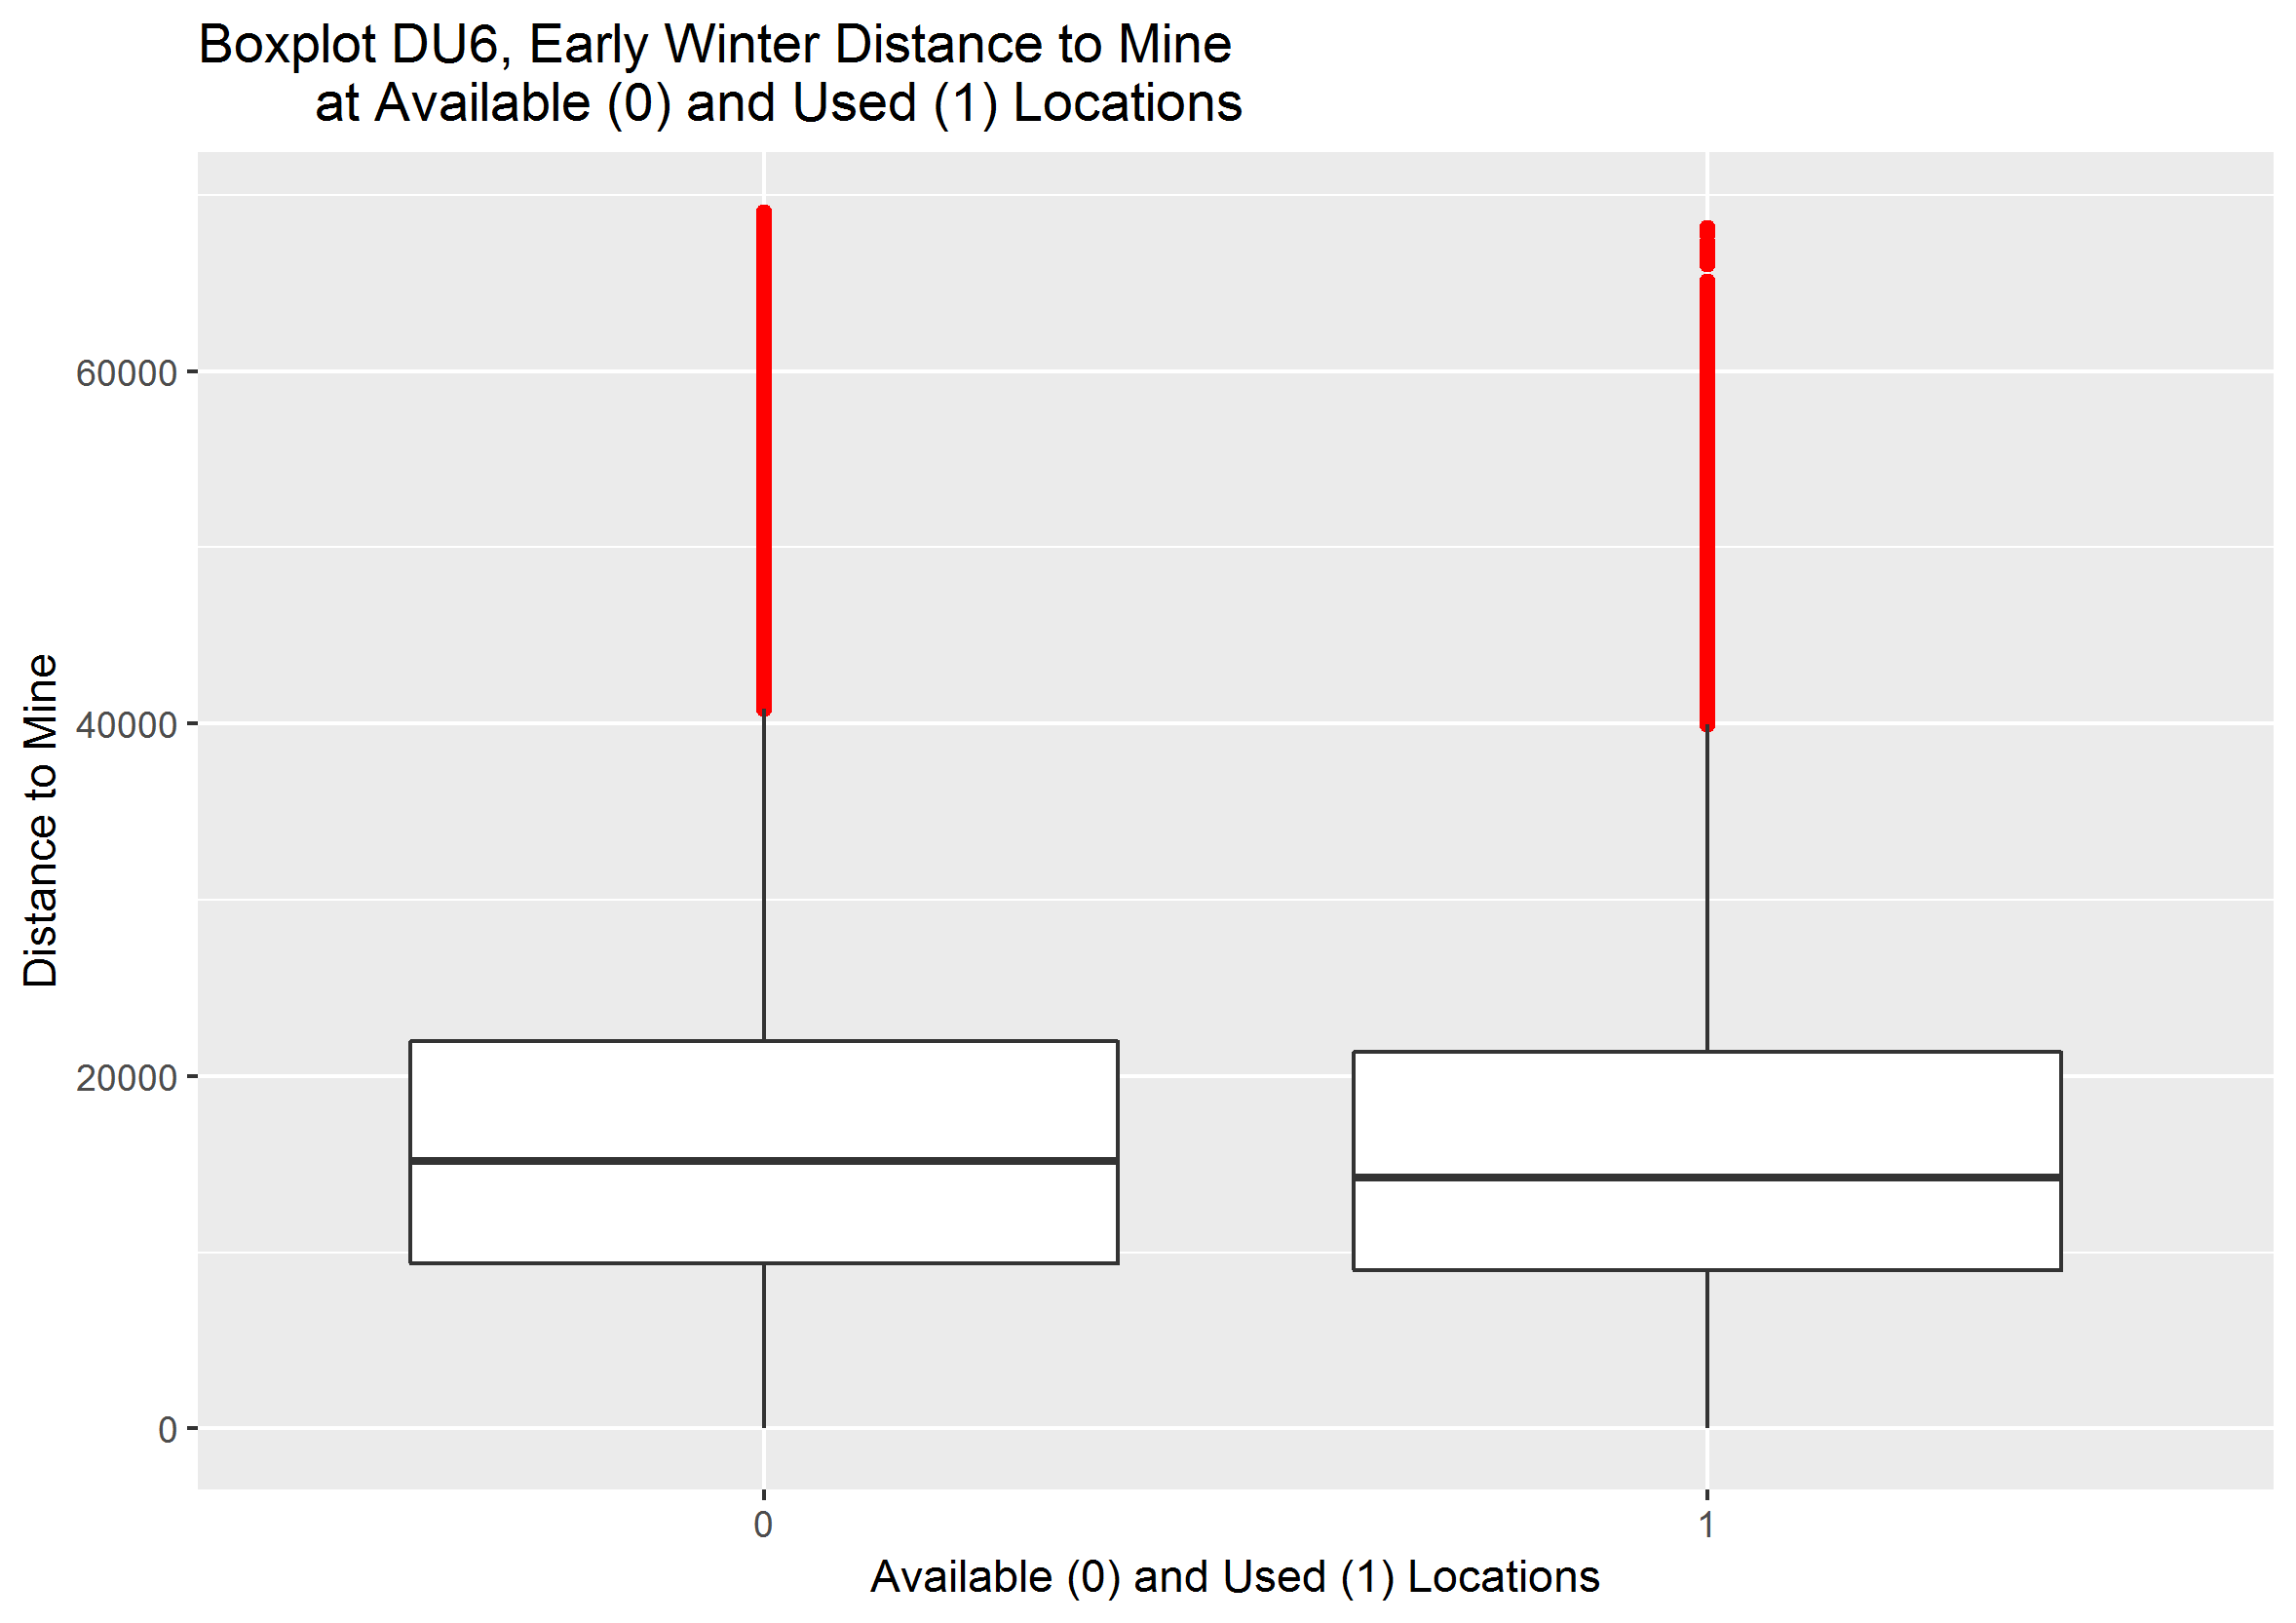 Boxplot DU6, Early Winter Distance to Mine
at Available (0) and Used (1) Locations
Distance to Mine
60000
40000
20000
0
0
1
Available (0) and Used (1) Locations